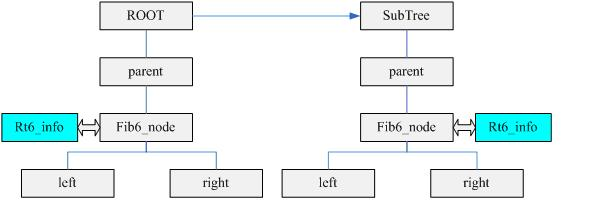 ROOT
SubTree
parent
parent
Rt6_info
Fib6_node
Fib6_node
Rt6_info
left
right
left
right